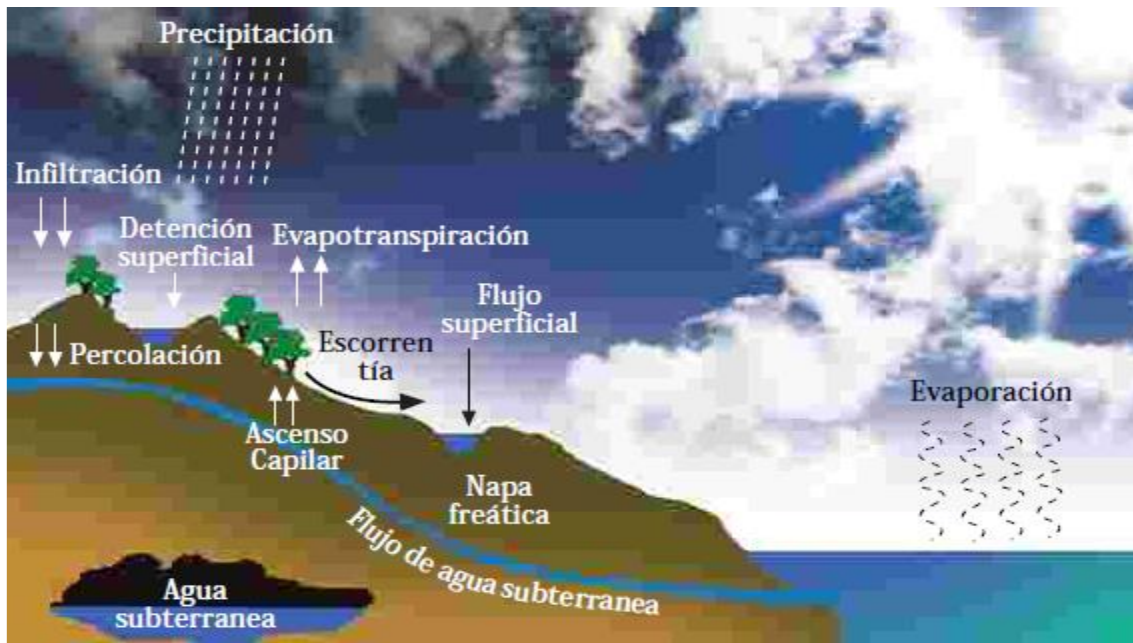 Precipitación
Infiltración
Detención
superficial
Evapotranspiración
Flujo
superficial
Percolación
Escorren
tía
Evaporación
Ascenso
Capilar
Napa
freática
Flujo de agua subterranea
Agua
subterranea